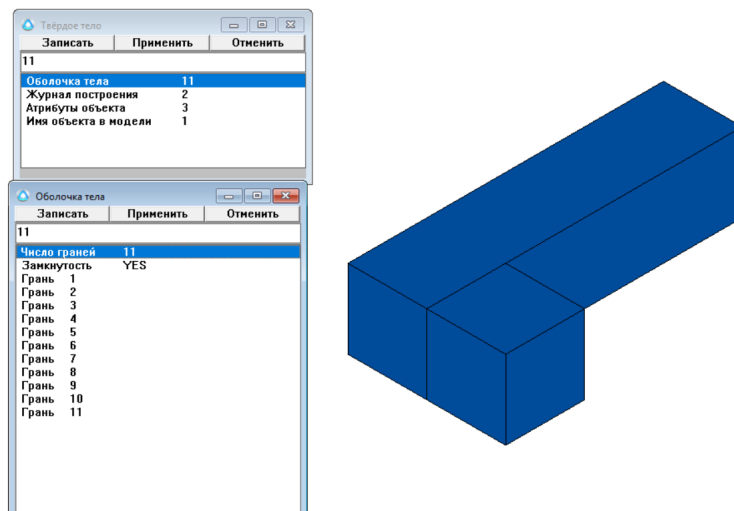 Твёрдое тело
Записать Применить Отменить
11
Оболочка тела 11
Журнал построения 2
Атрибуты объекта 3
Имя объекта в модели 1
Оболочка тела
Записать Применить Отменить
11
Число граней 11
Замкнутость YES
Грань 1
Грань 2
Грань 3
Грань 4
Грань 5
Грань 6
Грань 7
Грань 8
Грань 9
Грань 10
Грань 11